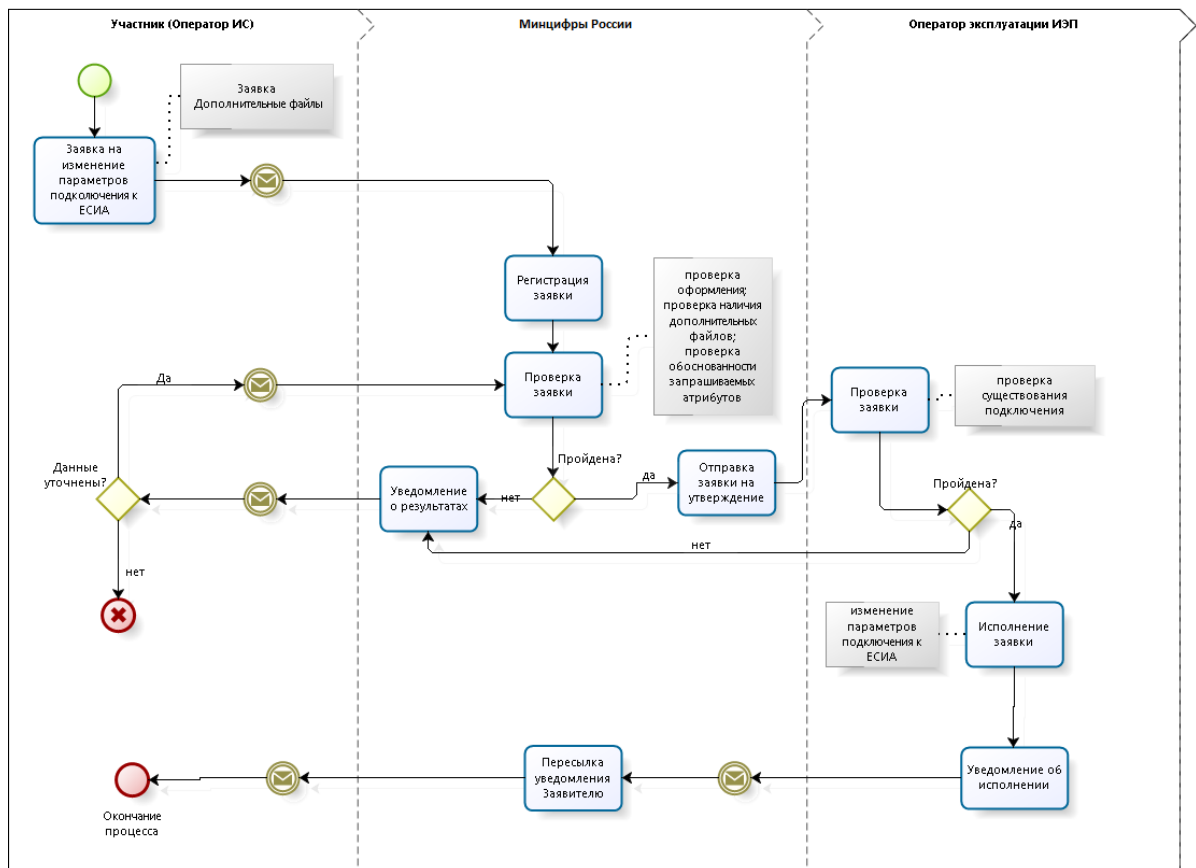 Участник (Оператор ИС)
Минцифры России
Оператор эксплуатации ИЭП
Заявка
Дополнительные файлы
Заявка на
изменение
параметров
подколючения к
ЕСИА
Регистрация
заявки
проверка
оформления;
проверка наличия
дополнительных
файлов;
проверка
обоснованности
запрашиваемых
атрибутов
Да
Проверка
заявки
Проверка
заявки
проверка
существования
подключения
Данные
уточнены?
Уведомление
о результатах
нет
Пройдена?
да
Отправка
заявки на
утверждение
Пройдена?
да
нет
нет
изменение
параметров
подключения к
ЕСИА
Исполнение
заявки
Окончание
процесса
Пересылка
уведомления
Заявителю
Уведомление об
исполнении